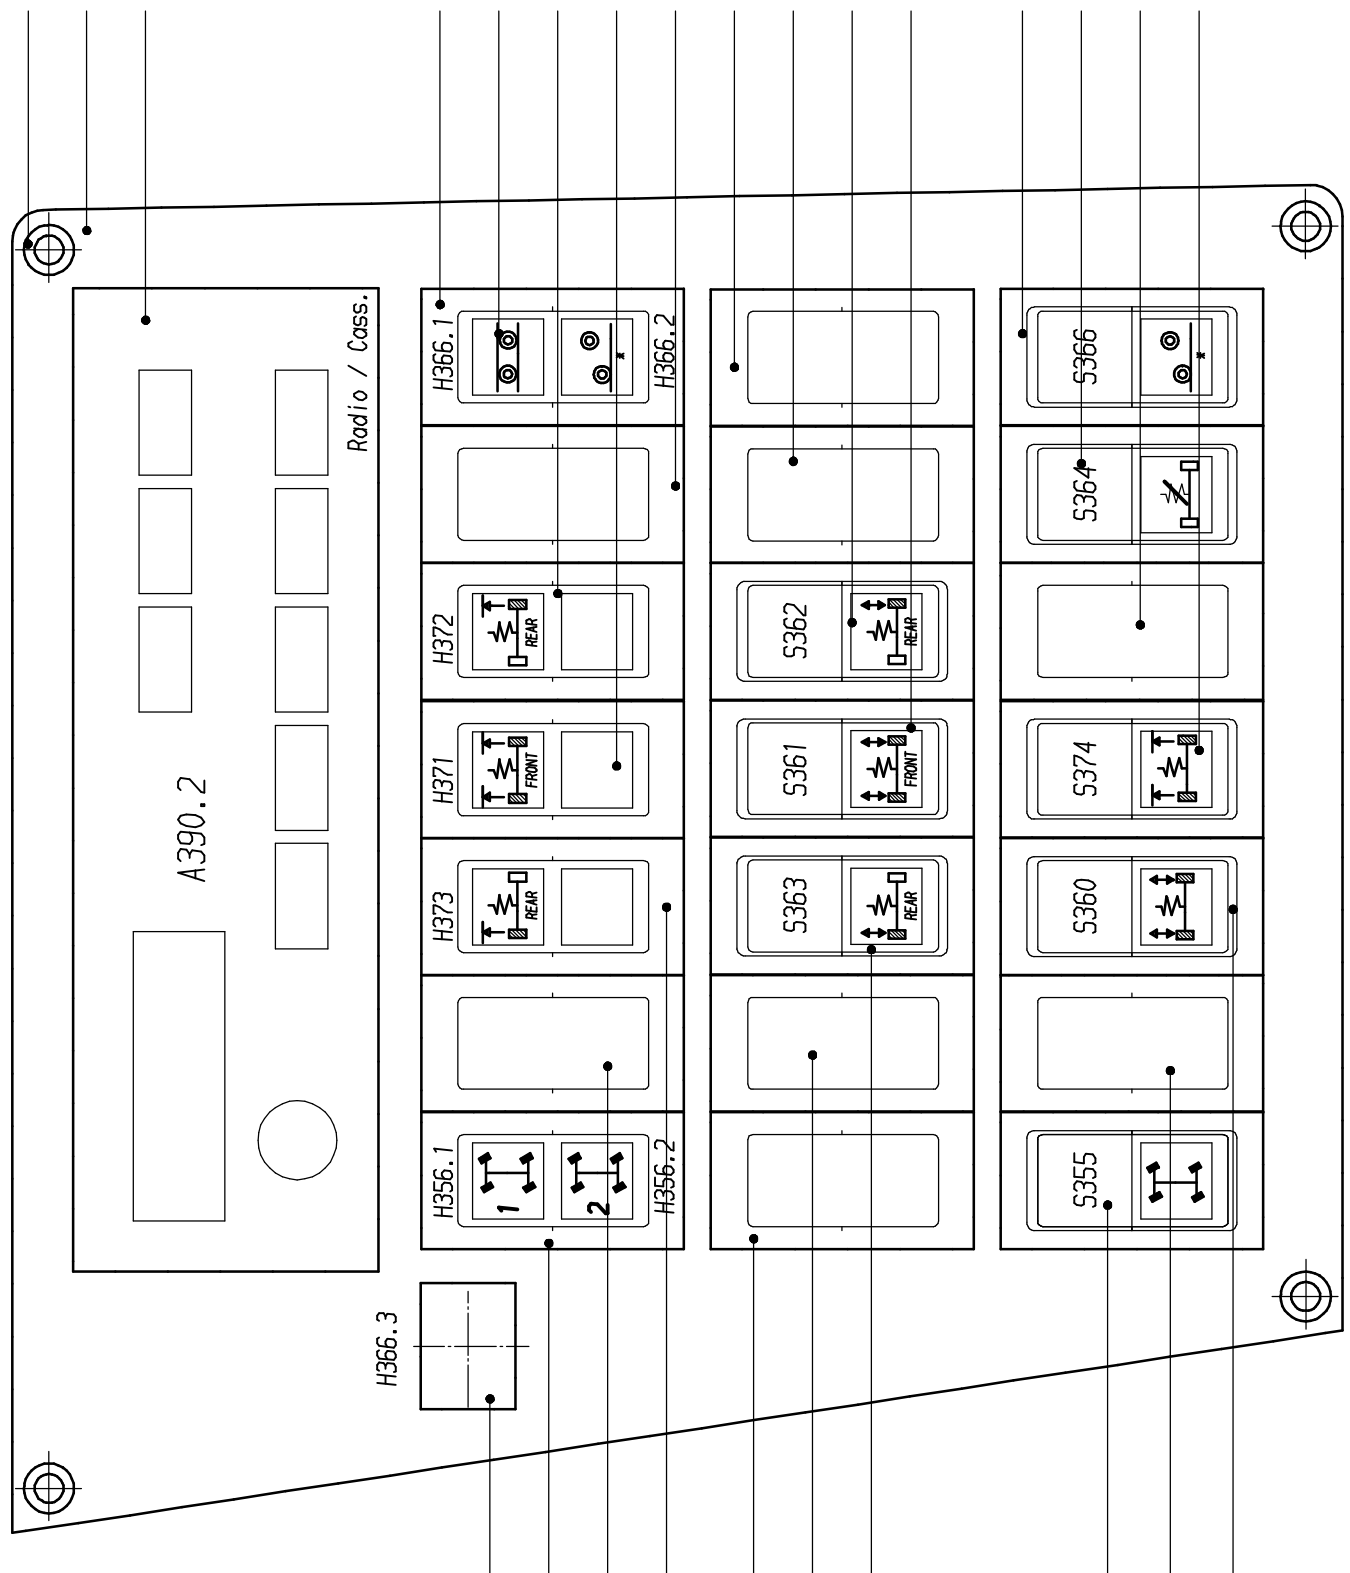 A390.2
Radio / Cass.
H366.3
H356.1
1
2
H356.2
H373
REAR
H371
FRONT
H372
REAR
H366.1
*
H366.2
S363
REAR
S361
FRONT
S362
REAR
S355
S360
S374
S364
S366
*